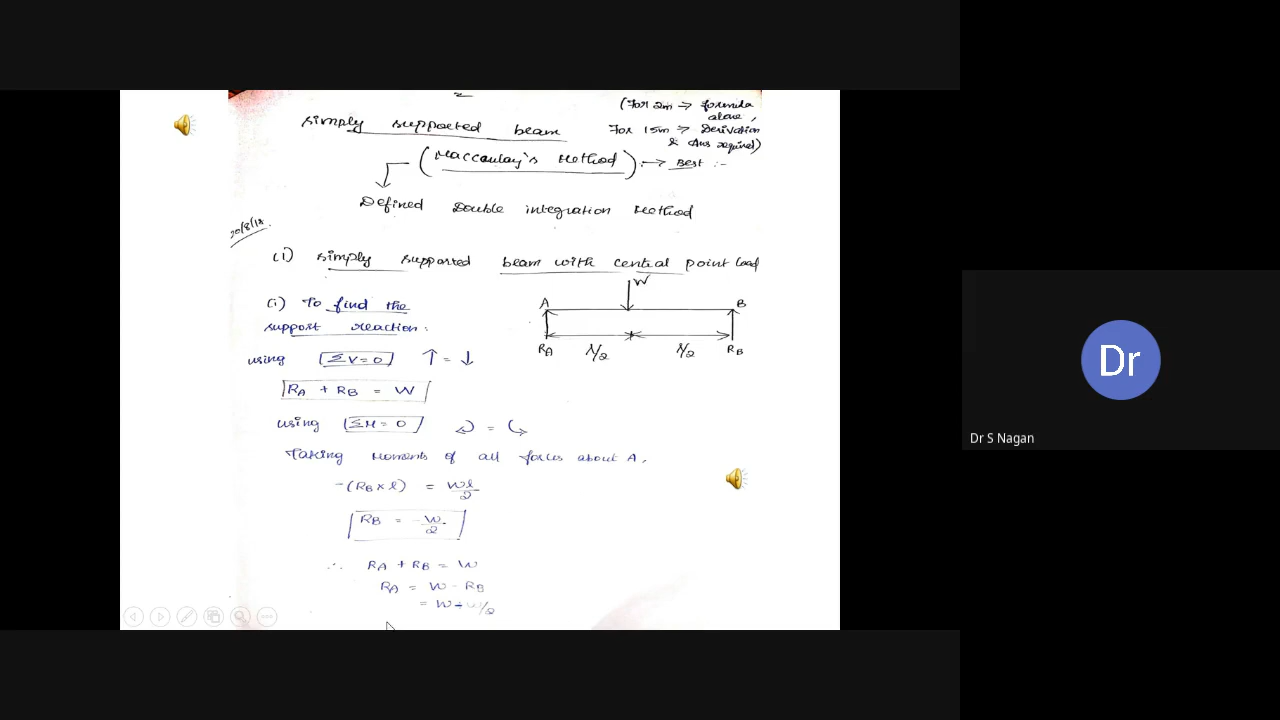 (For 2m ⇒ formula
alone,
For 15m ⇒ Derivation
& Ans required)
simply supported beam
(Maccaulay's Method) → Best :-
Defined Double integration Method
(1) simply supported beam with central point load
W
A B
RA l/2 l/2 RB
(i) To find the
support reaction:
using ΣV=0 ↑ = ↓
RA + RB = W
using ΣM=0
Taking Moments of all forces about A,
-(RB×l) = Wl/2
RB = -W/2
∴ RA + RB = W
RA = W - RB
= W + W/2
Dr
Dr S Nagan